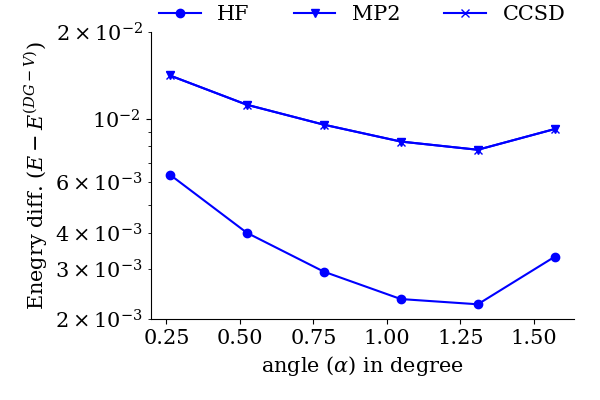 HF MP2 CCSD
Enegry diff. (E − E^(DG−V))
2 × 10^−2
10^−2
6 × 10^−3
4 × 10^−3
3 × 10^−3
2 × 10^−3
0.25 0.50 0.75 1.00 1.25 1.50
angle (α) in degree